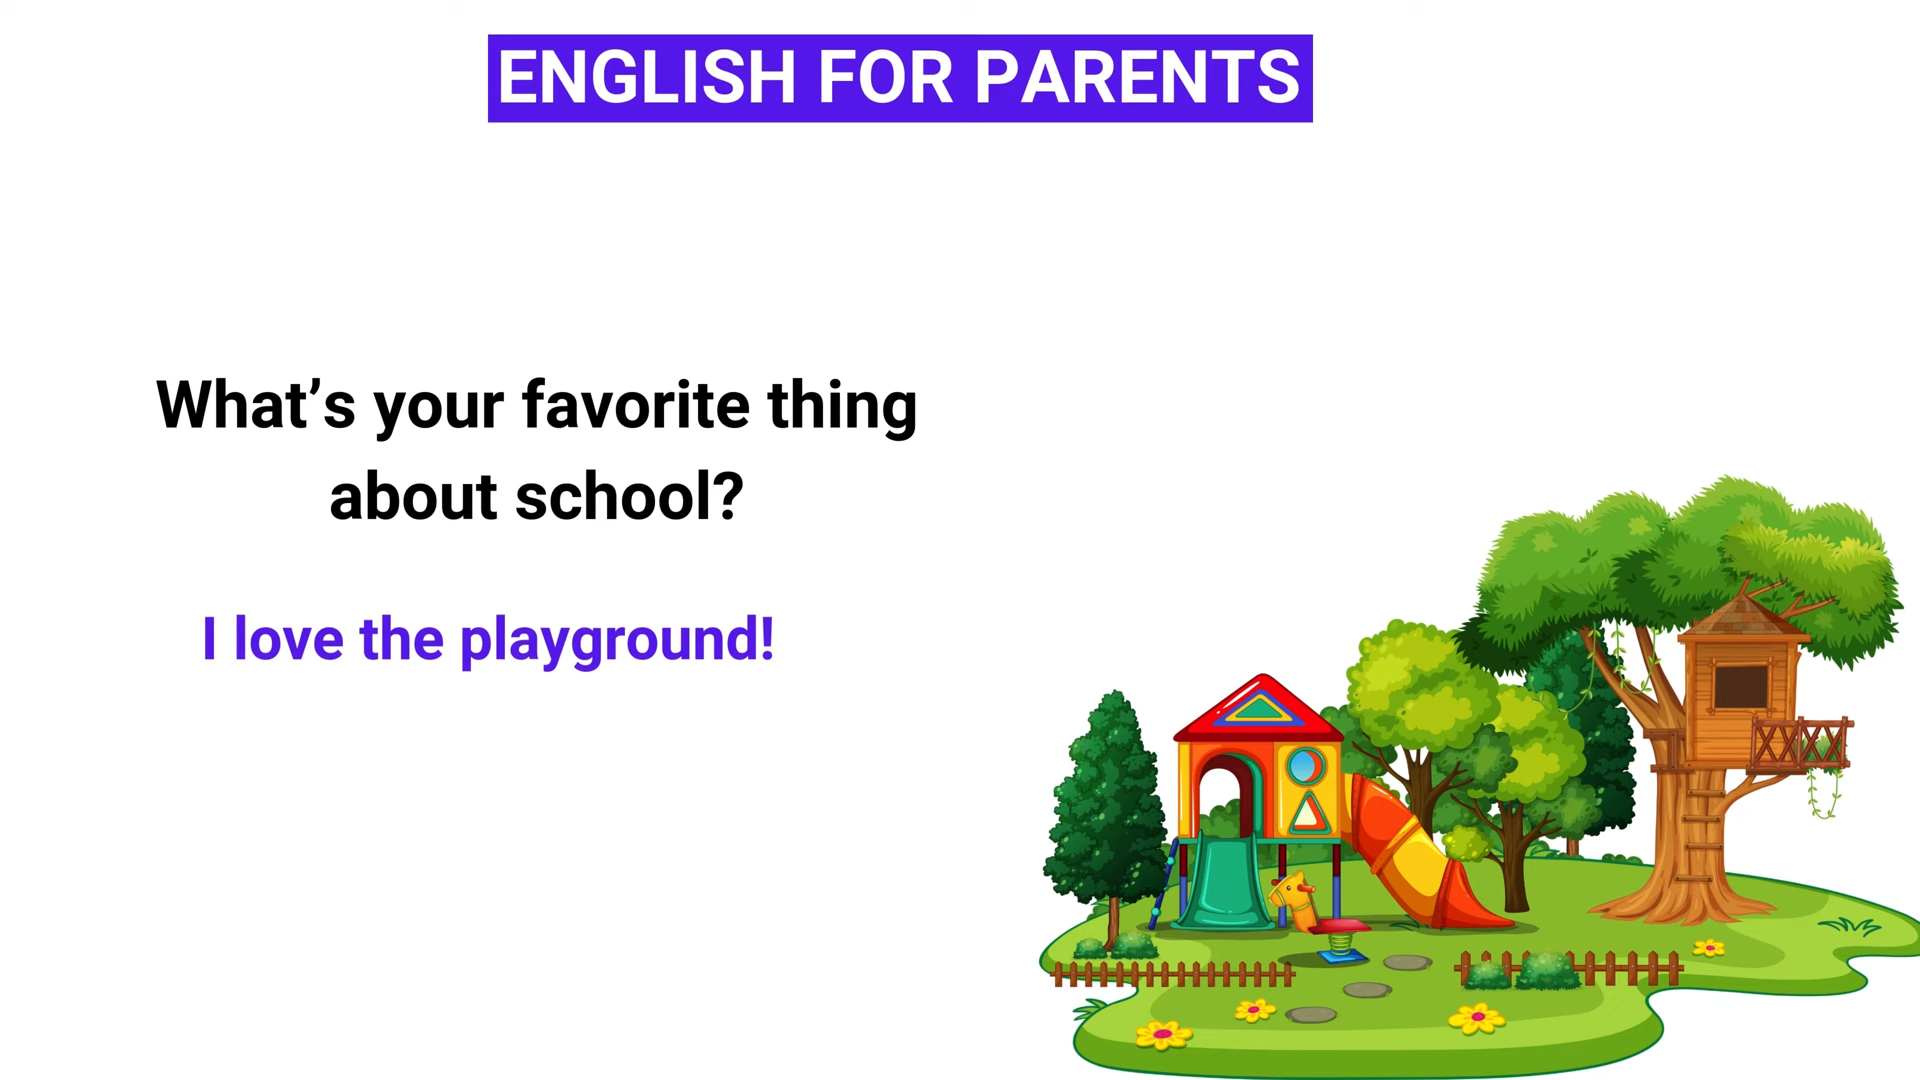 ENGLISH FOR PARENTS
What’s your favorite thing
about school?
I love the playground!